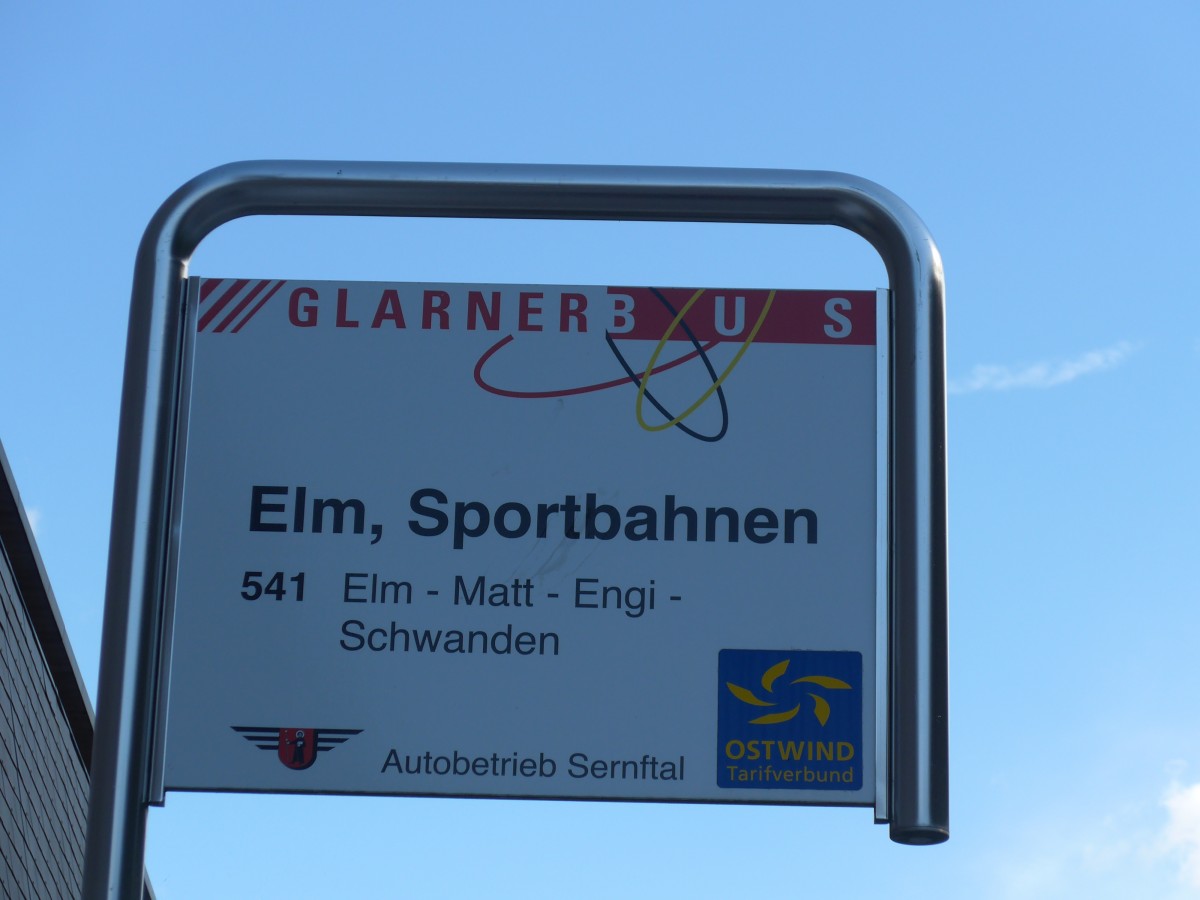 GLARNERBUS
Elm, Sportbahnen
541 Elm - Matt - Engi -
Schwanden
Autobetrieb Sernftal
OSTWIND
Tarifverbund